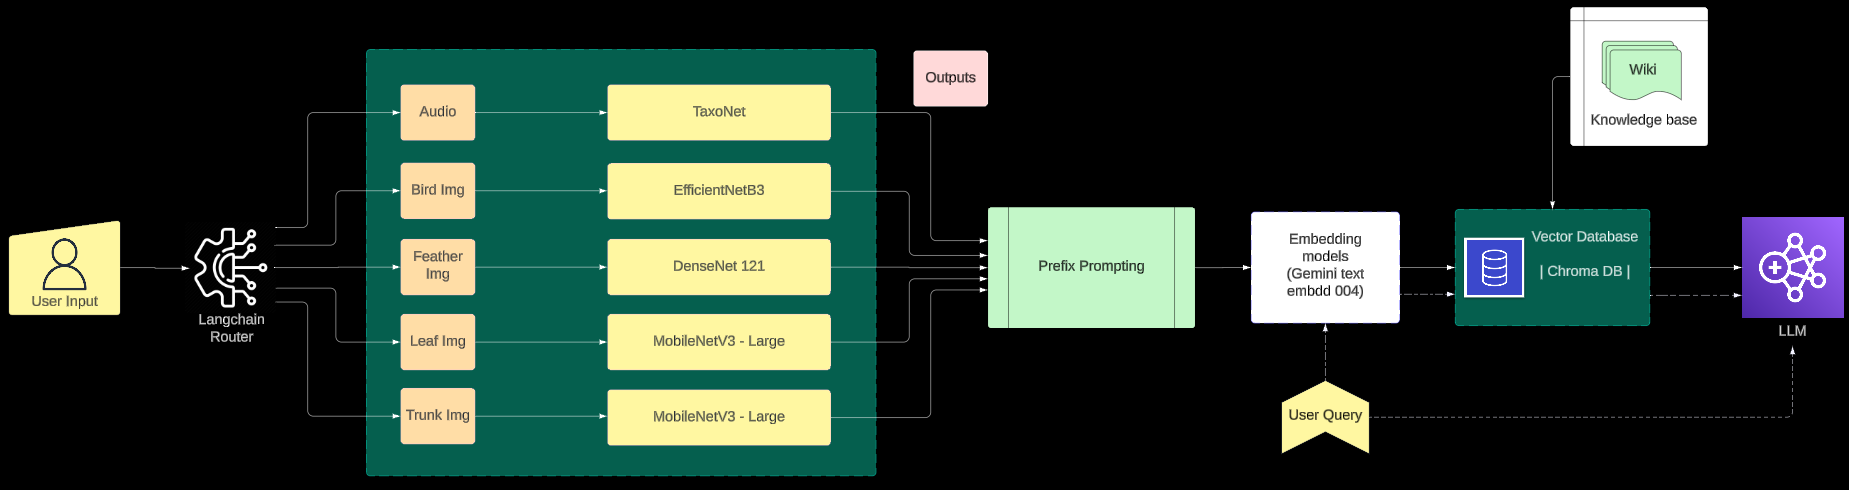 User Input
Langchain
Router
Audio
TaxoNet
Bird Img
EfficientNetB3
Feather
Img
DenseNet 121
Leaf Img
MobileNetV3 - Large
Trunk Img
MobileNetV3 - Large
Outputs
Prefix Prompting
Embedding
models
(Gemini text
embdd 004)
User Query
Wiki
Knowledge base
Vector Database
| Chroma DB |
LLM